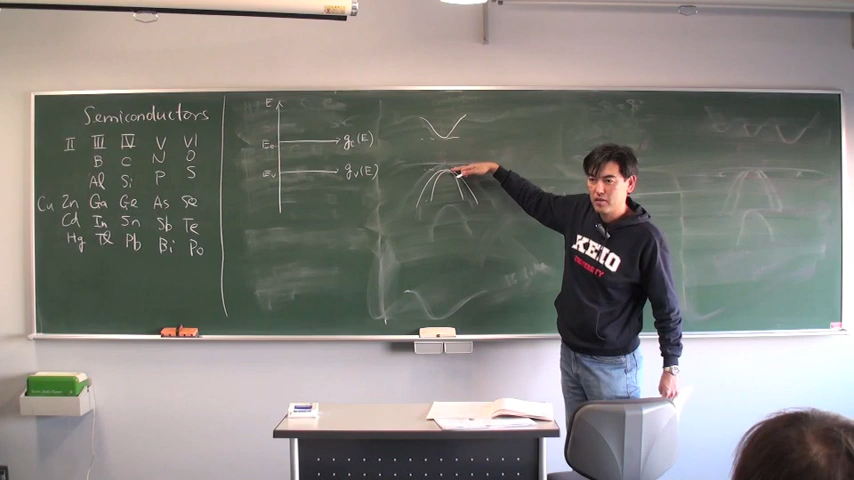 Semiconductors
II III IV V VI
B C N O
Al Si P S
Cu Zn Ga Ge As Se
Cd In Sn Sb Te
Hg Tl Pb Bi Po
E
Ec gc(E)
Ev gv(E)
KEIO
UNIVERSITY